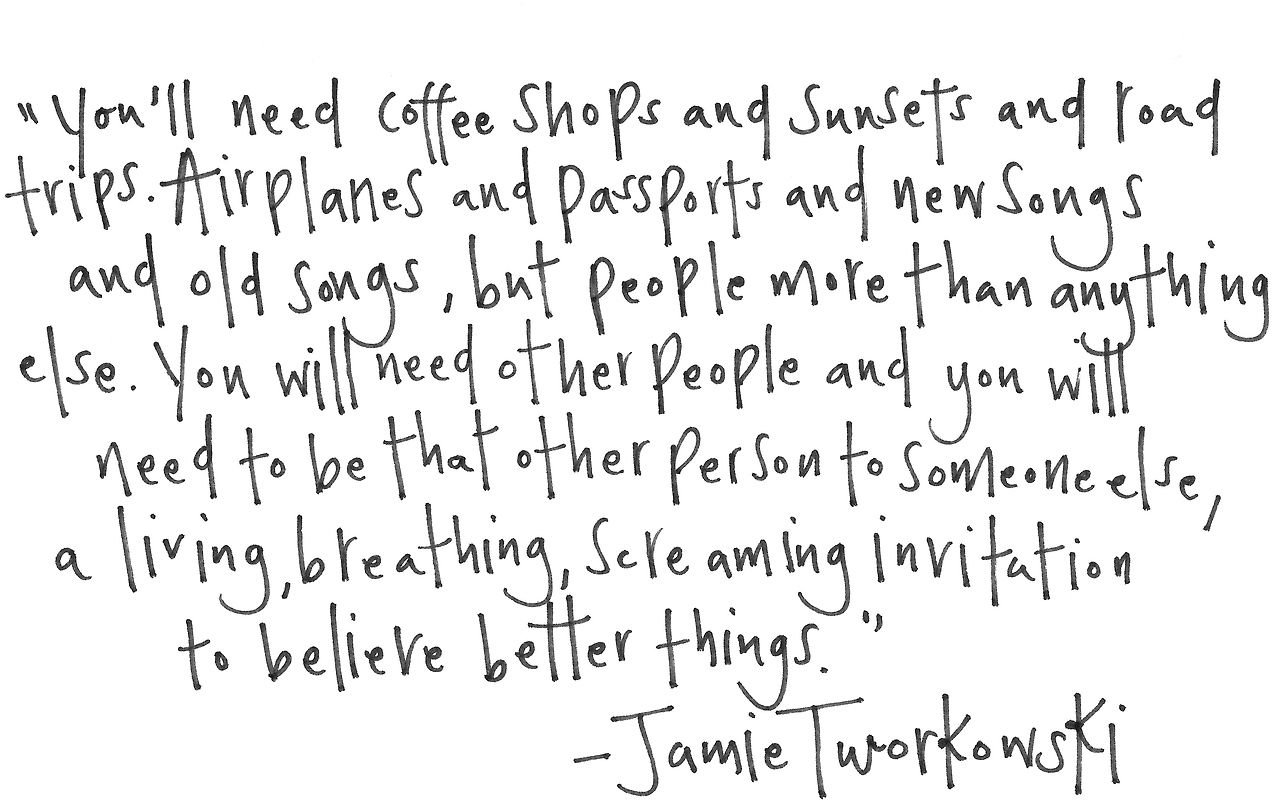 "You'll need coffee shops and sunsets and road
trips. Airplanes and passports and new songs
and old songs, but people more than anything
else. You will need other people and you will
need to be that other person to someone else,
a living, breathing, screaming invitation
to believe better things."
-Jamie Tworkowski